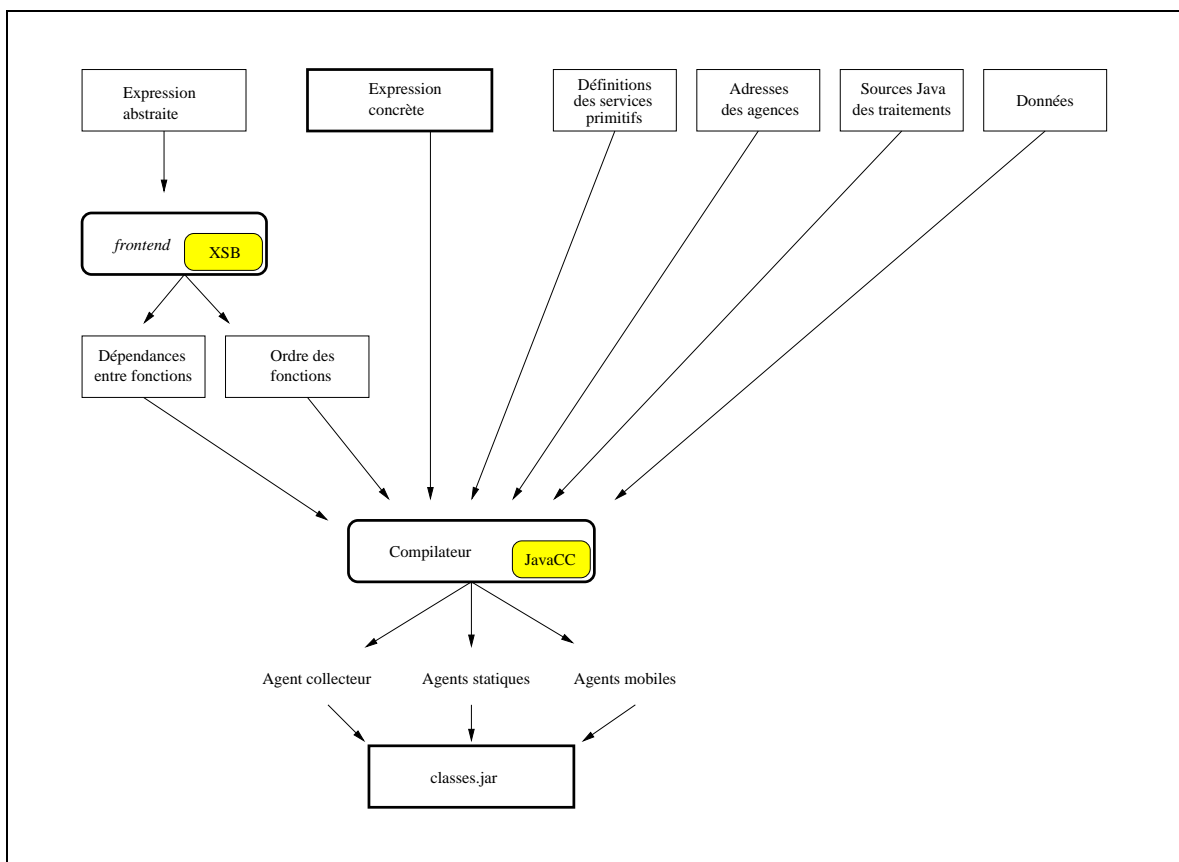 Expression
abstraite
Expression
concrète
Définitions
des services
primitifs
Adresses
des agences
Sources Java
des traitements
Données
frontend
XSB
Dépendances
entre fonctions
Ordre des
fonctions
Compilateur
JavaCC
Agent collecteur
Agents statiques
Agents mobiles
classes.jar